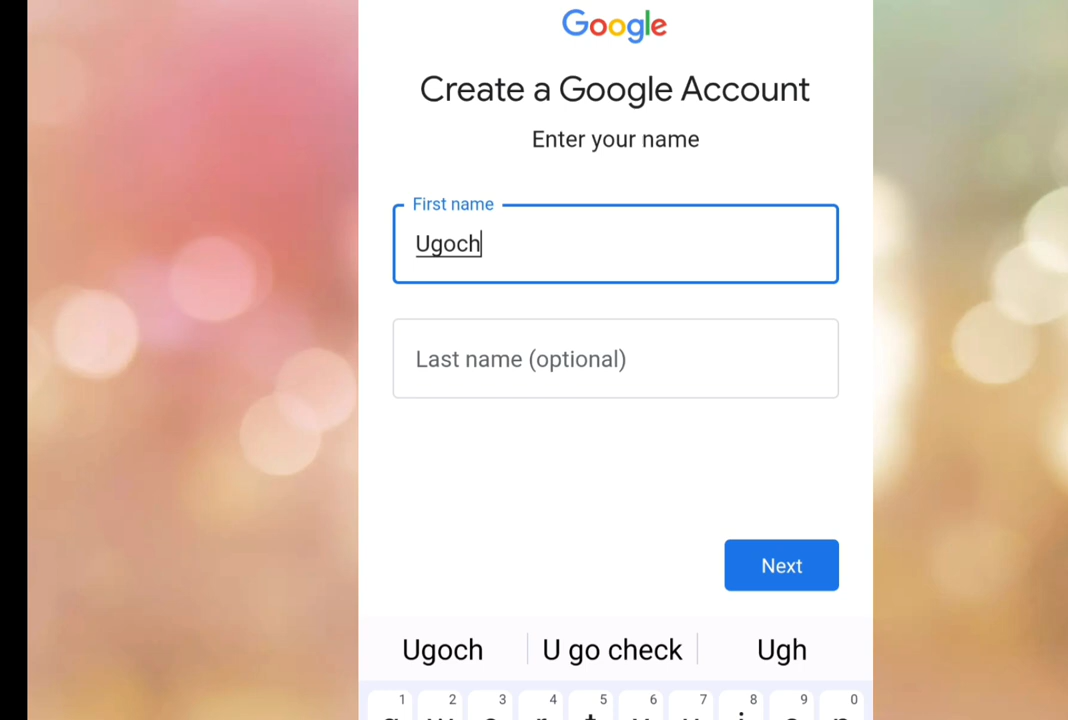 Google
Create a Google Account
Enter your name
First name
Ugoch
Last name (optional)
Next
Ugoch U go check Ugh
1 2 3 4 5 6 7 8 9 0